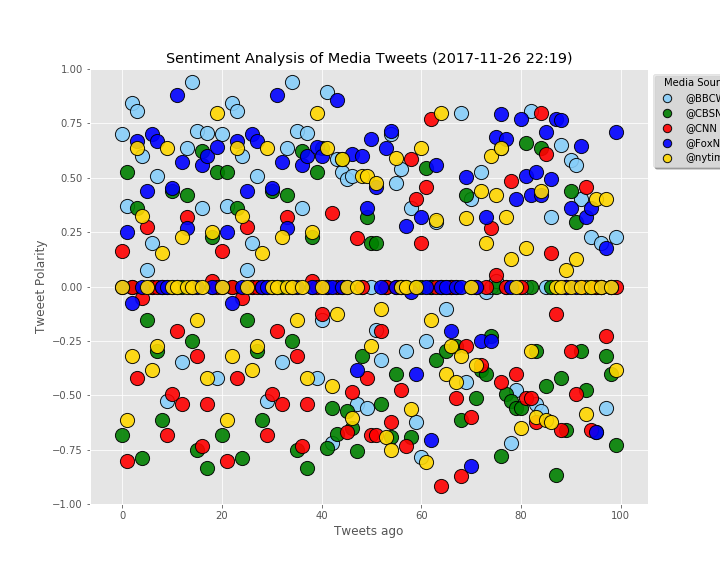 Sentiment Analysis of Media Tweets (2017-11-26 22:19)
Media Sour
@BBCW
@CBSN
@CNN
@FoxN
@nytim
1.00
0.75
0.50
0.25
0.00
−0.25
−0.50
−0.75
−1.00
Tweeet Polarity
0
20
40
60
80
100
Tweets ago